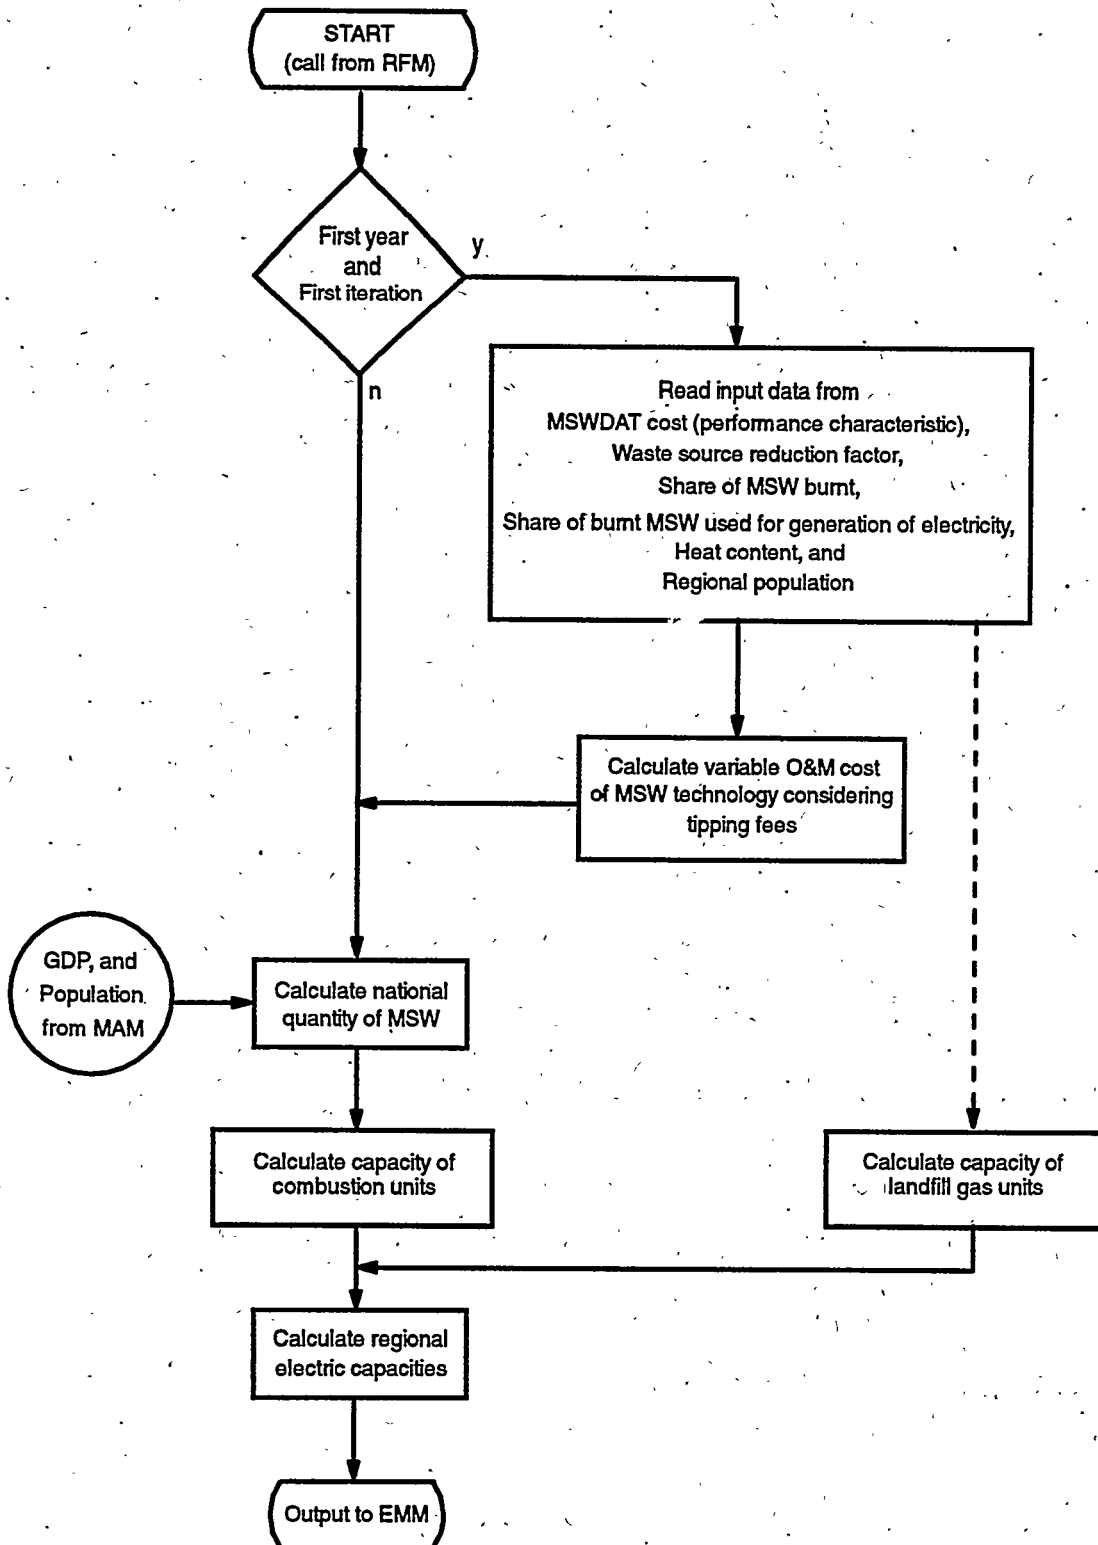 START
(call from RFM)
First year
and
First iteration
y
n
Read input data from
MSWDAT cost (performance characteristic),
Waste source reduction factor,
Share of MSW burnt,
Share of burnt MSW used for generation of electricity,
Heat content, and
Regional population
Calculate variable O&M cost
of MSW technology considering
tipping fees
GDP, and
Population
from MAM
Calculate national
quantity of MSW
Calculate capacity of
combustion units
Calculate capacity of
landfill gas units
Calculate regional
electric capacities
Output to EMM